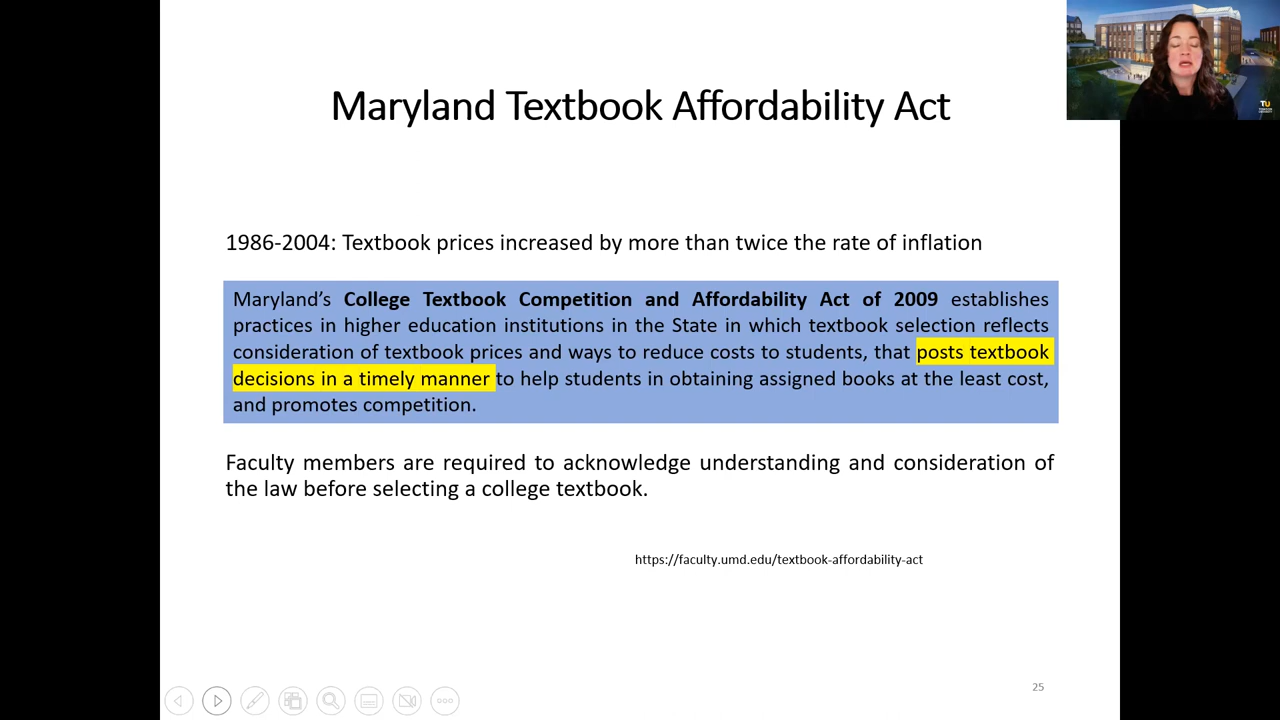 Maryland Textbook Affordability Act
1986-2004: Textbook prices increased by more than twice the rate of inflation
Maryland’s College Textbook Competition and Affordability Act of 2009 establishes
practices in higher education institutions in the State in which textbook selection reflects
consideration of textbook prices and ways to reduce costs to students, that posts textbook
decisions in a timely manner to help students in obtaining assigned books at the least cost,
and promotes competition.
Faculty members are required to acknowledge understanding and consideration of
the law before selecting a college textbook.
https://faculty.umd.edu/textbook-affordability-act
25
TU